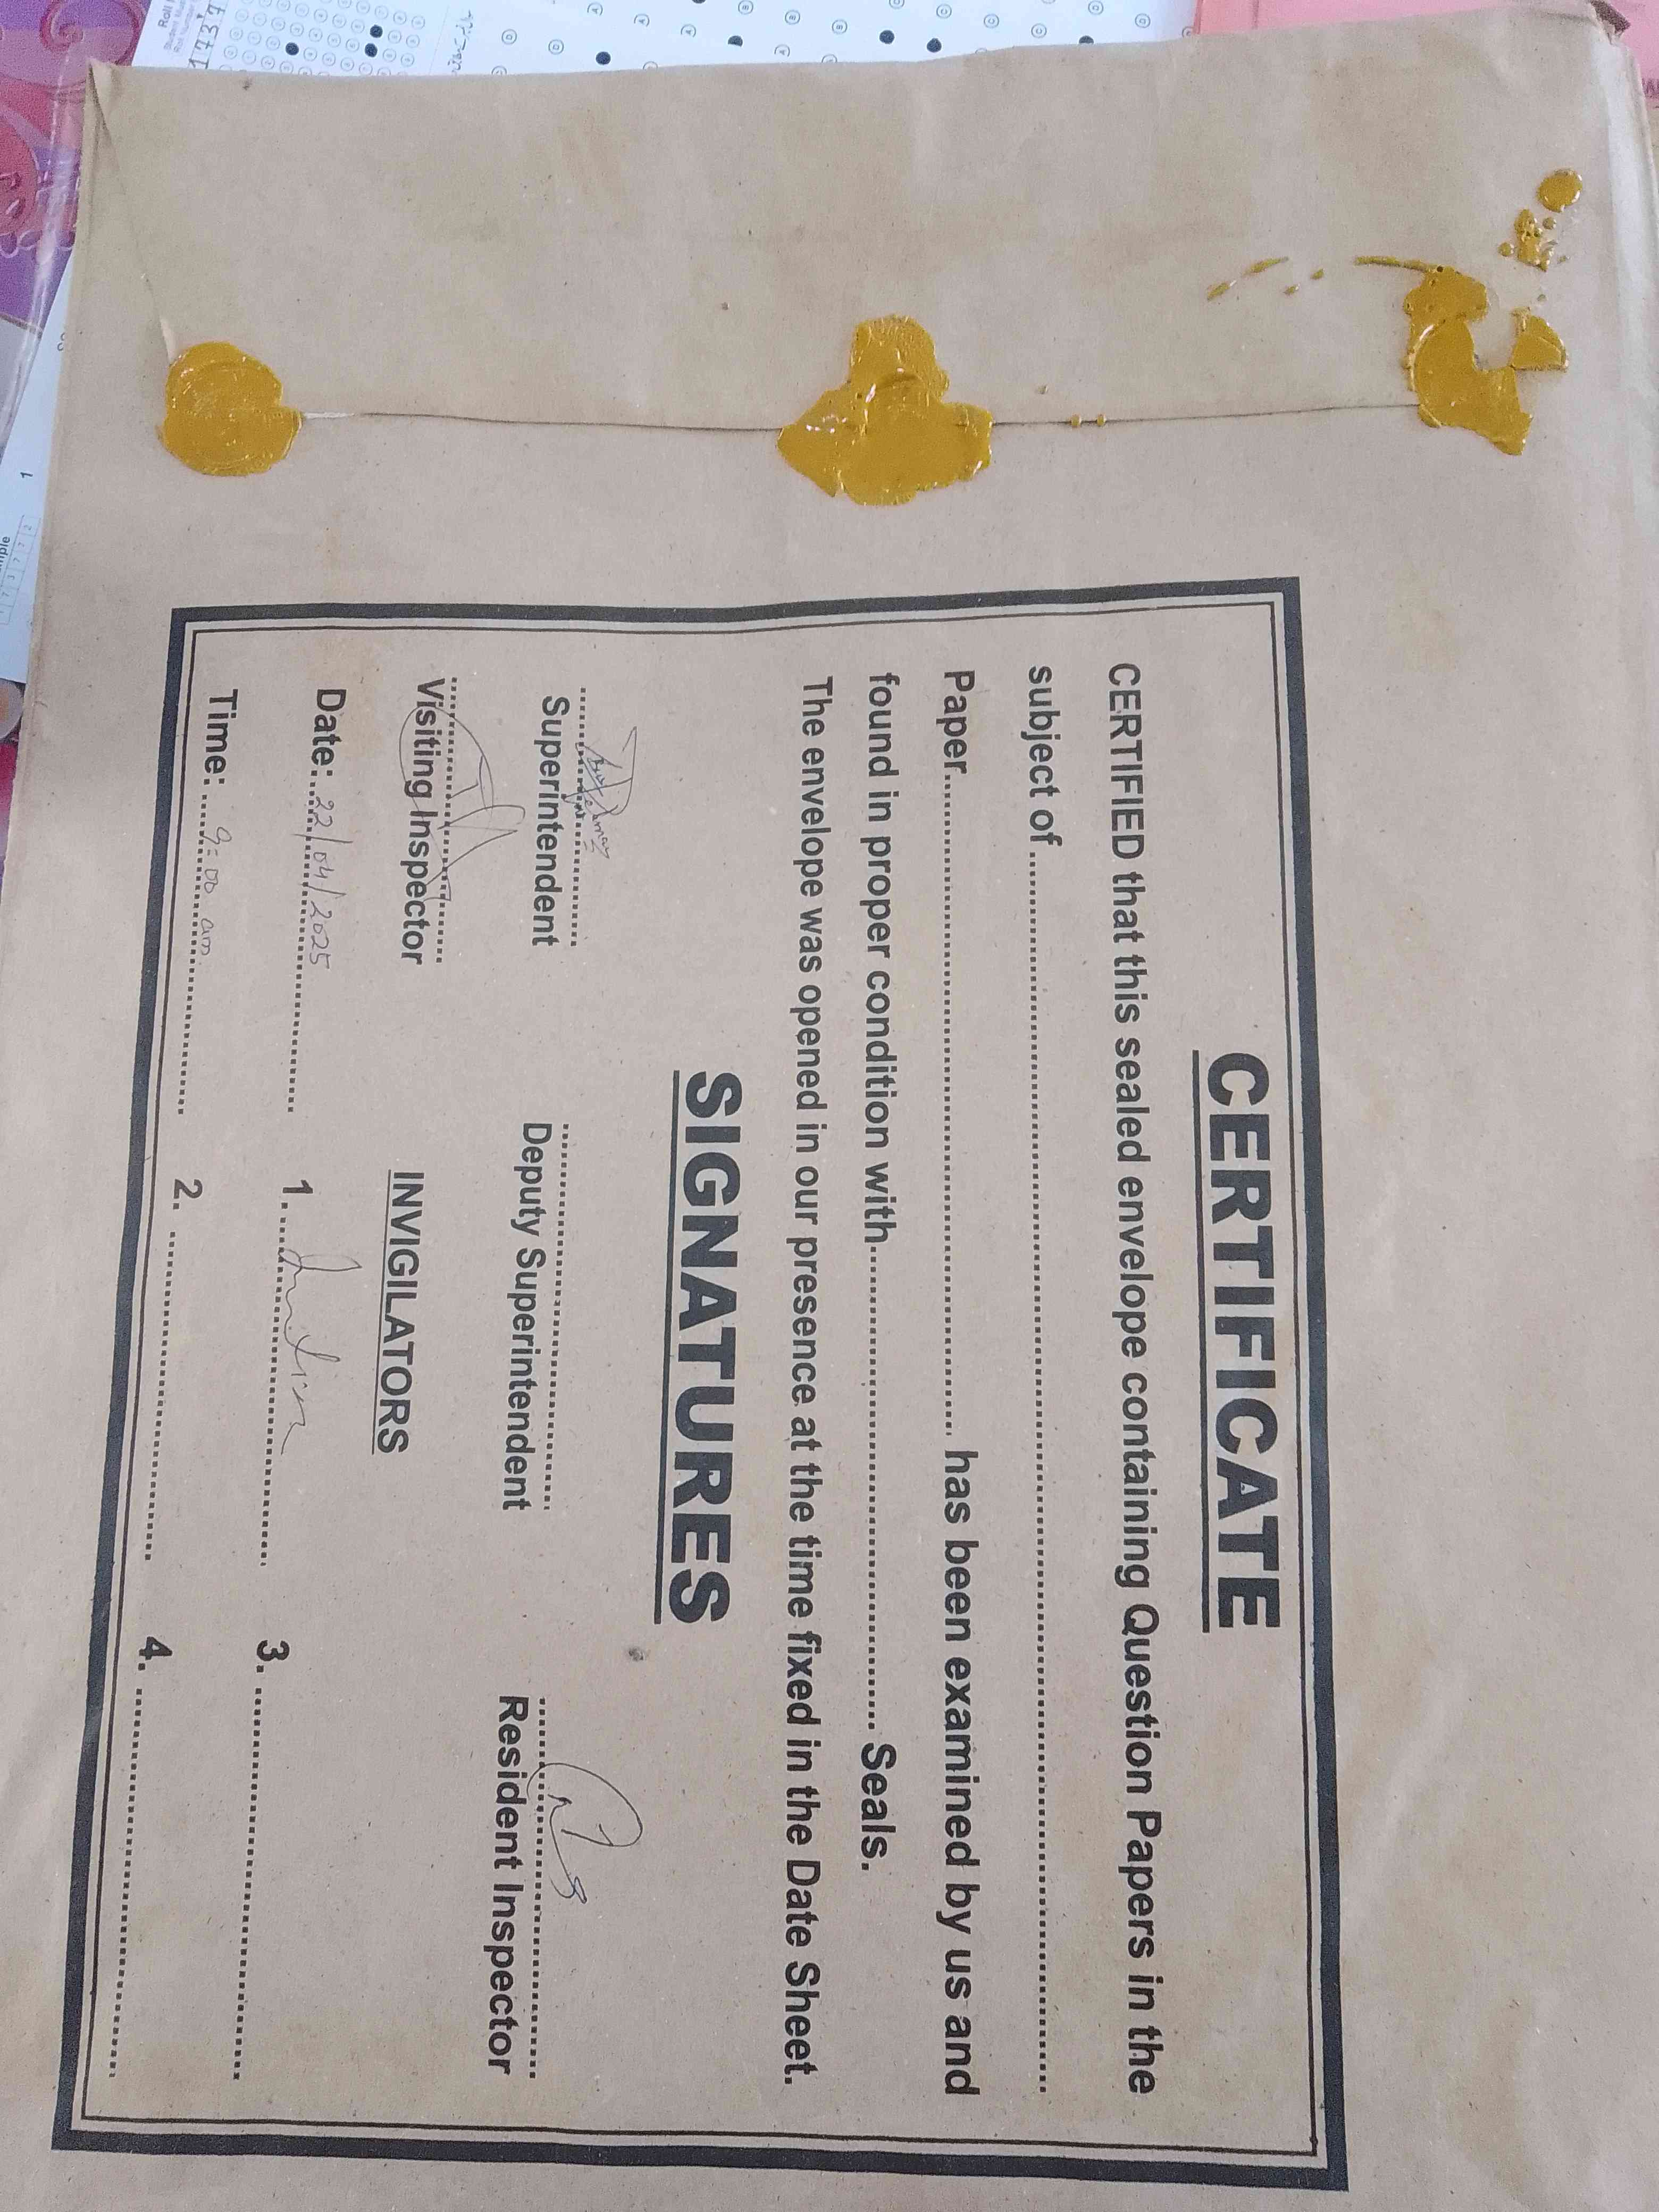 CERTIFICATE
CERTIFIED that this sealed envelope containing Question Papers in the
subject of ..........................................................................................
Paper.......................................................... has been examined by us and
found in proper condition with................................................ Seals.
The envelope was opened in our presence at the time fixed in the Date Sheet.
SIGNATURES
Superintendent Deputy Superintendent Resident Inspector
Visiting Inspector INVIGILATORS
Date: 22/04/2025 1. 3.
Time: 9:00 am 2. 4.